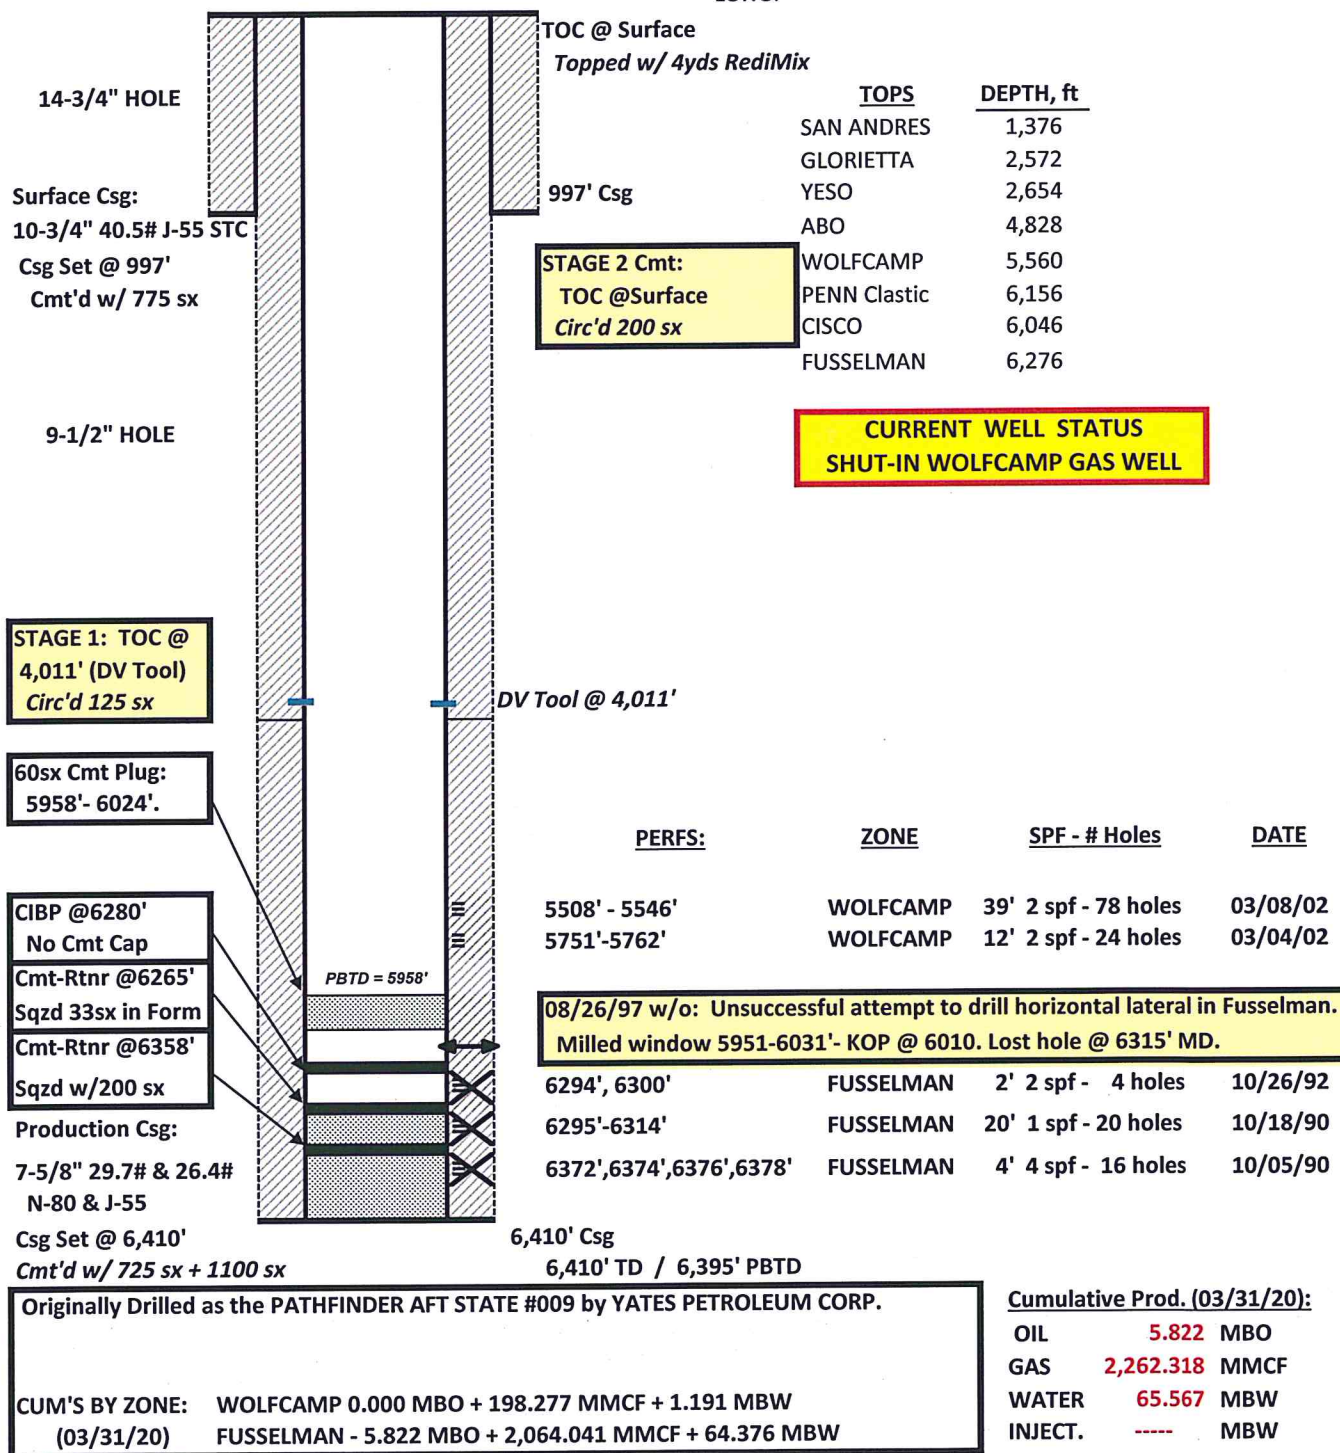 TOC @ Surface
Topped w/ 4yds RediMix
14-3/4" HOLE
TOPS DEPTH, ft
SAN ANDRES 1,376
GLORIETTA 2,572
YESO 2,654
ABO 4,828
WOLFCAMP 5,560
PENN Clastic 6,156
CISCO 6,046
FUSSELMAN 6,276
Surface Csg:
10-3/4" 40.5# J-55 STC
Csg Set @ 997'
Cmt'd w/ 775 sx
997' Csg
STAGE 2 Cmt:
TOC @Surface
Circ'd 200 sx
9-1/2" HOLE
CURRENT WELL STATUS
SHUT-IN WOLFCAMP GAS WELL
STAGE 1: TOC @
4,011' (DV Tool)
Circ'd 125 sx
DV Tool @ 4,011'
60sx Cmt Plug:
5958'- 6024'.
CIBP @6280'
No Cmt Cap
Cmt-Rtnr @6265'
Sqzd 33sx in Form
Cmt-Rtnr @6358'
Sqzd w/200 sx
PBTD = 5958'
PERFS: ZONE SPF - # Holes DATE
5508' - 5546' WOLFCAMP 39' 2 spf - 78 holes 03/08/02
5751'-5762' WOLFCAMP 12' 2 spf - 24 holes 03/04/02
08/26/97 w/o: Unsuccessful attempt to drill horizontal lateral in Fusselman.
Milled window 5951-6031'- KOP @ 6010. Lost hole @ 6315' MD.
6294', 6300' FUSSELMAN 2' 2 spf - 4 holes 10/26/92
6295'-6314' FUSSELMAN 20' 1 spf - 20 holes 10/18/90
6372',6374',6376',6378' FUSSELMAN 4' 4 spf - 16 holes 10/05/90
Production Csg:
7-5/8" 29.7# & 26.4#
N-80 & J-55
Csg Set @ 6,410'
Cmt'd w/ 725 sx + 1100 sx
6,410' Csg
6,410' TD / 6,395' PBTD
Originally Drilled as the PATHFINDER AFT STATE #009 by YATES PETROLEUM CORP.
CUM'S BY ZONE: WOLFCAMP 0.000 MBO + 198.277 MMCF + 1.191 MBW
(03/31/20) FUSSELMAN - 5.822 MBO + 2,064.041 MMCF + 64.376 MBW
Cumulative Prod. (03/31/20):
OIL 5.822 MBO
GAS 2,262.318 MMCF
WATER 65.567 MBW
INJECT. ----- MBW